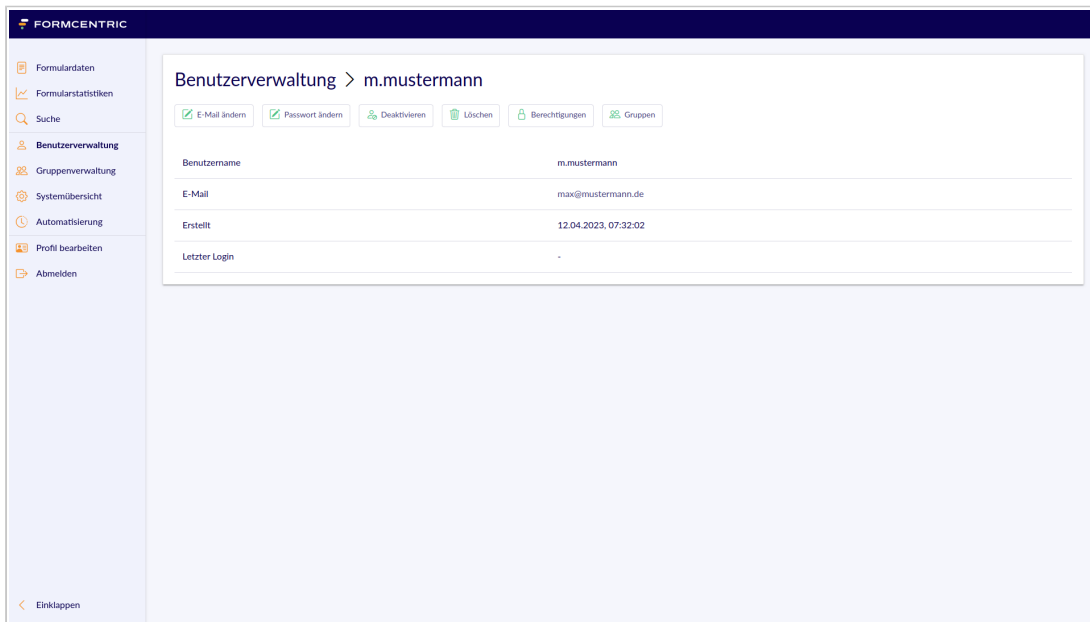 FORMCENTRIC
Formulardaten
Formularstatistiken
Suche
Benutzerverwaltung
Gruppenverwaltung
Systemübersicht
Automatisierung
Profil bearbeiten
Abmelden
Einklappen
Benutzerverwaltung > m.mustermann
E-Mail ändern Passwort ändern Deaktivieren Löschen Berechtigungen Gruppen
Benutzername m.mustermann
E-Mail max@mustermann.de
Erstellt 12.04.2023, 07:32:02
Letzter Login -